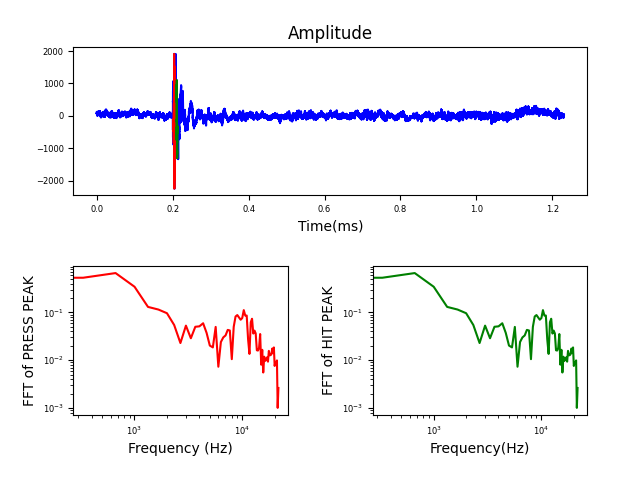 Amplitude
2000
1000
0
−1000
−2000
0.0 0.2 0.4 0.6 0.8 1.0 1.2
Time(ms)
FFT of PRESS PEAK
10⁻¹
10⁻²
10⁻³
10³ 10⁴
Frequency (Hz)
FFT of HIT PEAK
10⁻¹
10⁻²
10⁻³
10³ 10⁴
Frequency(Hz)